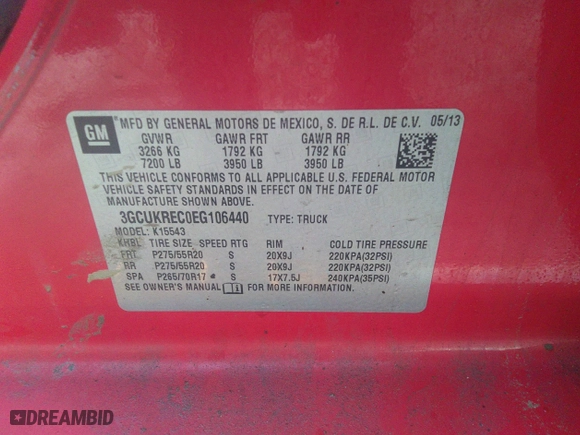 GM
MFD BY GENERAL MOTORS DE MEXICO, S. DE R.L. DE C.V. 05/13
GVWR GAWR FRT GAWR RR
3266 KG 1792 KG 1792 KG
7200 LB 3950 LB 3950 LB
THIS VEHICLE CONFORMS TO ALL APPLICABLE U.S. FEDERAL MOTOR
VEHICLE SAFETY STANDARDS IN EFFECT ON THE DATE OF
MANUFACTURE SHOWN ABOVE.
3GCUKREC0EG106440 TYPE: TRUCK
MODEL: K15543
WHEEL TIRE SIZE SPEED RTG RIM COLD TIRE PRESSURE
FRT P275/55R20 S 20X9J 220KPA(32PSI)
RR P275/55R20 S 20X9J 220KPA(32PSI)
SPA P265/70R17 S 17X7.5J 240KPA(35PSI)
SEE OWNER'S MANUAL FOR MORE INFORMATION.
DREAMBID